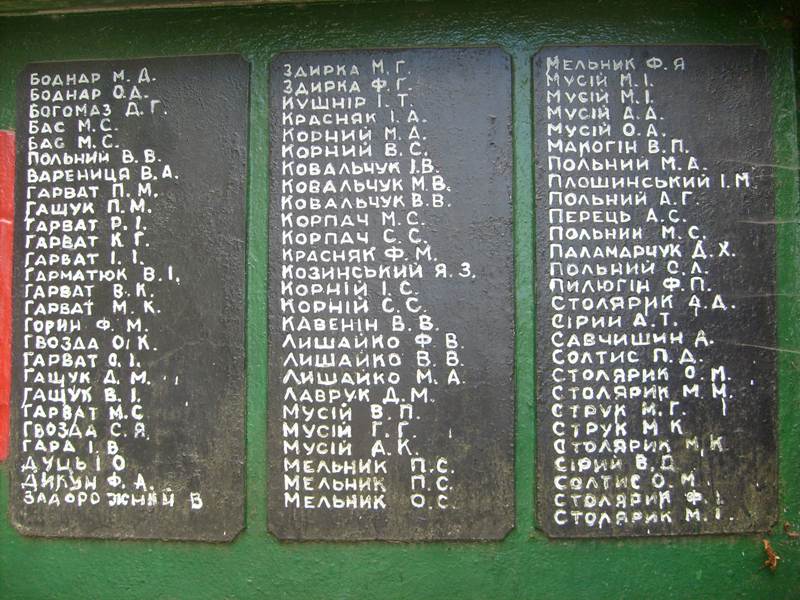 БОДНАР М.Д.
БОДНАР О.Д.
БОГОМАЗ Д.Г.
БАС М.С.
БАС М.С.
ПОЛЬНИЙ В.В.
ВАРЕНИЦЯ В.А.
ГАРВАТ П.М.
ГАЩУК П.М.
ГАРВАТ Р.І.
ГАРВАТ К.Г.
ГАРВАТ І.І.
ГАРМАТЮК В.І.
ГАРВАТ В.К.
ГАРВАТ М.К.
ГОРИН Ф.М.
ГВОЗДА О.К.
ГАРВАТ О.І.
ГАЩУК Д.М.
ГАЩУК В.І.
ГАРВАТ М.С.
ГВОЗДА С.Я.
ГАРД І.В
ДУЦЬ І О
ДИКУН Ф.А.
ЗАДОРОЖНИЙ В
ЗДИРКА М.Г.
ЗДИРКА Ф.Г.
КУШНІР І.Т.
КРАСНЯК І.А.
КОРНИЙ М.А.
КОРНИЙ В.С.
КОВАЛЬЧУК І.В.
КОВАЛЬЧУК М.В.
КОВАЛЬЧУК В.В.
КОРПАЧ М.С.
КОРПАЧ С.С.
КРАСНЯК Ф.М.
КОЗИНСЬКИЙ Я.З.
КОРНІЙ І.С.
КОРНІЙ С.С.
КАВЕНІН В.В.
ЛИШАЙКО Ф.В.
ЛИШАЙКО В.В.
ЛИШАЙКО М.А.
ЛАВРУК Д.М.
МУСІЙ В.П.
МУСІЙ Г.Г.
МУСІЙ А.К.
МЕЛЬНИК П.С.
МЕЛЬНИК П.С.
МЕЛЬНИК О.С.
МЕЛЬНИК Ф.Я
МУСІЙ М.І.
МУСІЙ М.І.
МУСІЙ А.А.
МУСІЙ О.А.
МАКОГІН В.П.
ПОЛЬНИЙ М.А.
ПЛОШИНСЬКИЙ І.М
ПОЛЬНИЙ А.Г.
ПЕРЕЦЬ А.С.
ПОЛЬНИЙ М.С.
ПАЛАМАРЧУК Д.Х.
ПОЛЬНИЙ С.Л.
ПИЛЮГІН Ф.П.
СТОЛЯРИК А.Д.
СІРИЙ А.Т.
САВЧИШИН А.
СОЛТИС П.Д.
СТОЛЯРИК О.М.
СТОЛЯРИК М.М.
СТРУК М.Г.
СТРУК М.К
СТОЛЯРИК М.К.
СІРИЙ В.Д
СОЛТИС О.М
СТОЛЯРИК Ф.І.
СТОЛЯРИК М.І.